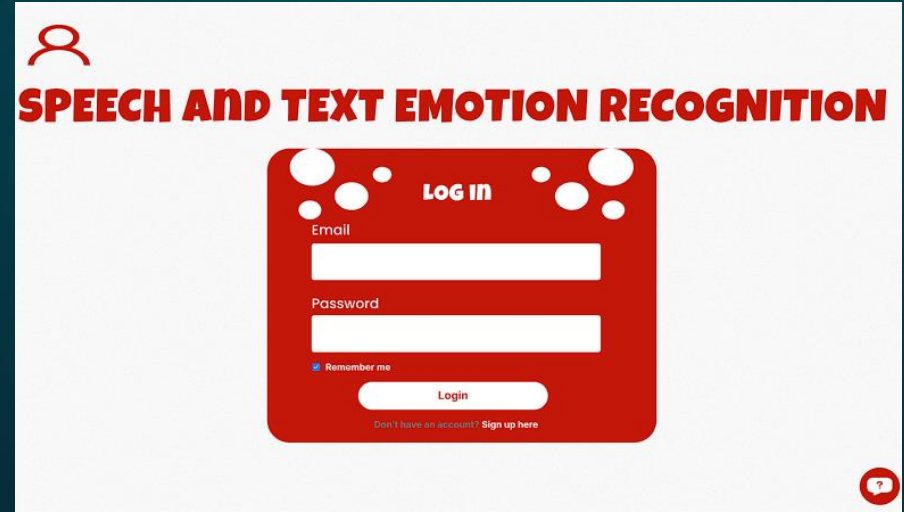 SPEECH AND TEXT EMOTION RECOGNITION
LOG IN
Email
Password
Remember me
Login
Don't have an account? Sign up here
?